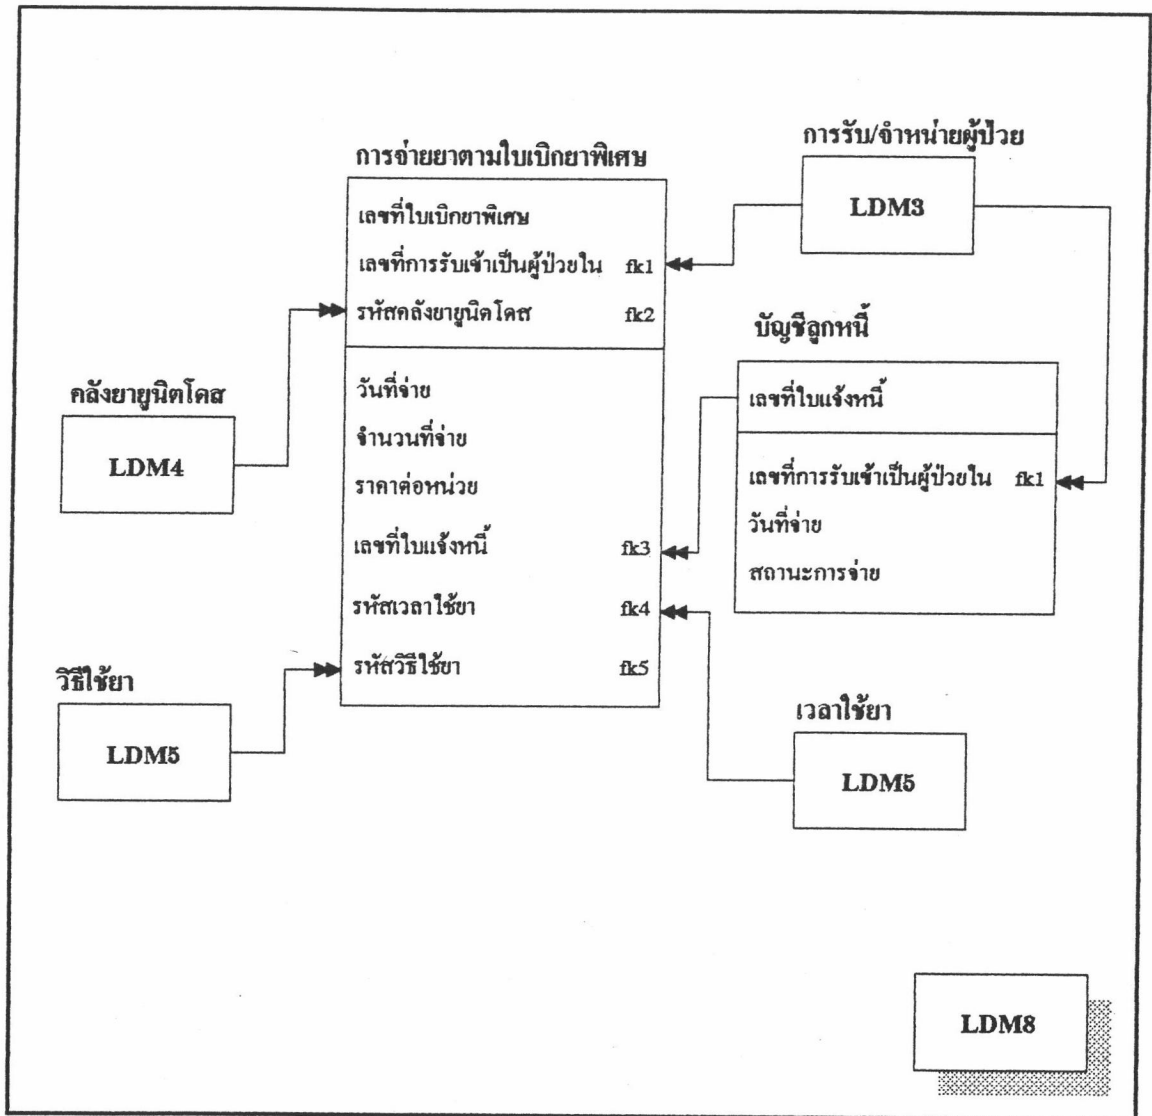 การรับ/จำหน่ายผู้ป่วย
LDM3
การจ่ายยาตามใบเบิกยาพิเศษ
เลขที่ใบเบิกยาพิเศษ
เลขที่การรับเข้าเป็นผู้ป่วยใน fk1
รหัสคลังยายูนิตโดส fk2
วันที่จ่าย
จำนวนที่จ่าย
ราคาต่อหน่วย
เลขที่ใบแจ้งหนี้ fk3
รหัสเวลาใช้ยา fk4
รหัสวิธีใช้ยา fk5
บัญชีลูกหนี้
เลขที่ใบแจ้งหนี้
เลขที่การรับเข้าเป็นผู้ป่วยใน fk1
วันที่จ่าย
สถานะการจ่าย
คลังยายูนิตโดส
LDM4
วิธีใช้ยา
LDM5
เวลาใช้ยา
LDM5
LDM8